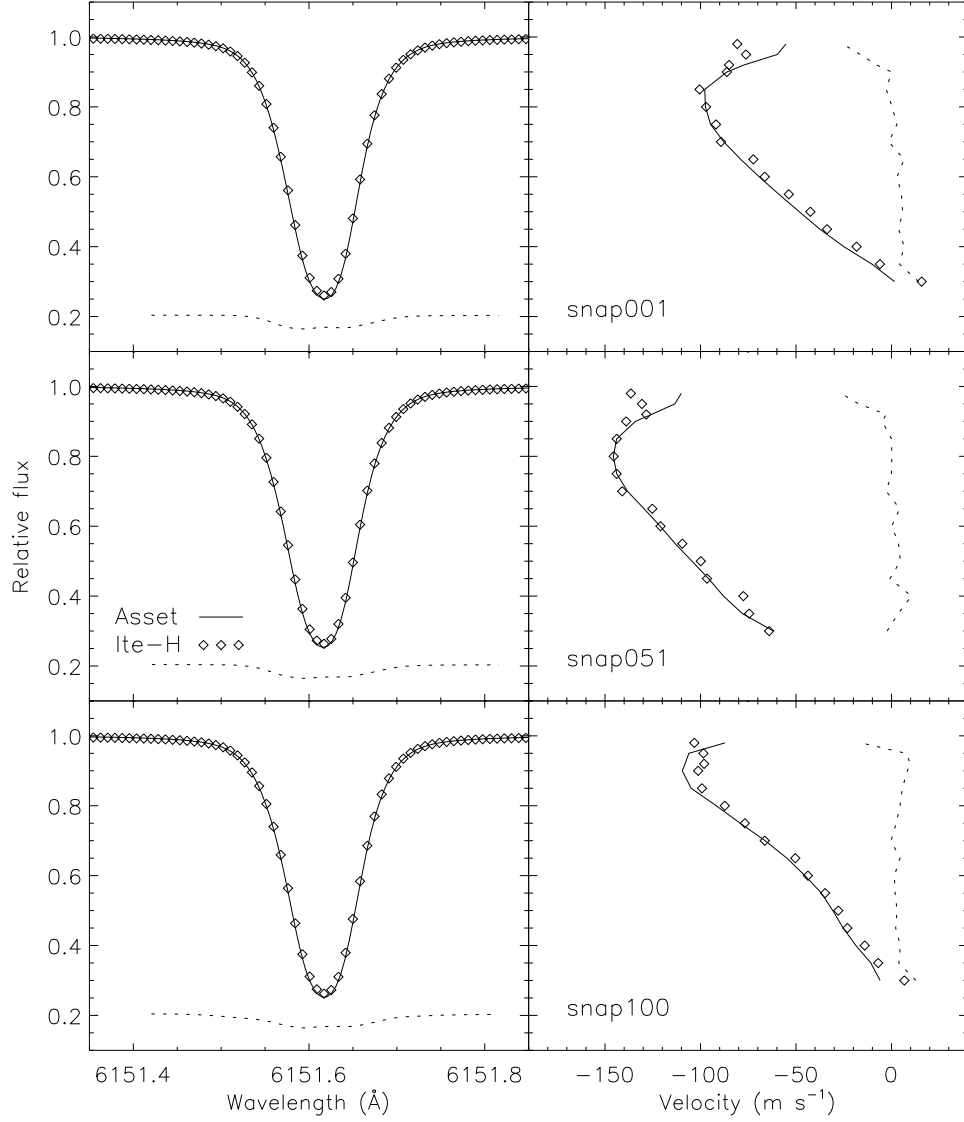 1.0
0.8
0.6
0.4
0.2
snap001
1.0
0.8
0.6
0.4
0.2
Relative flux
Asset
lte-H
snap051
1.0
0.8
0.6
0.4
0.2
snap100
6151.4 6151.6 6151.8
-150 -100 -50 0
Wavelength (Å)
Velocity (m s⁻¹)